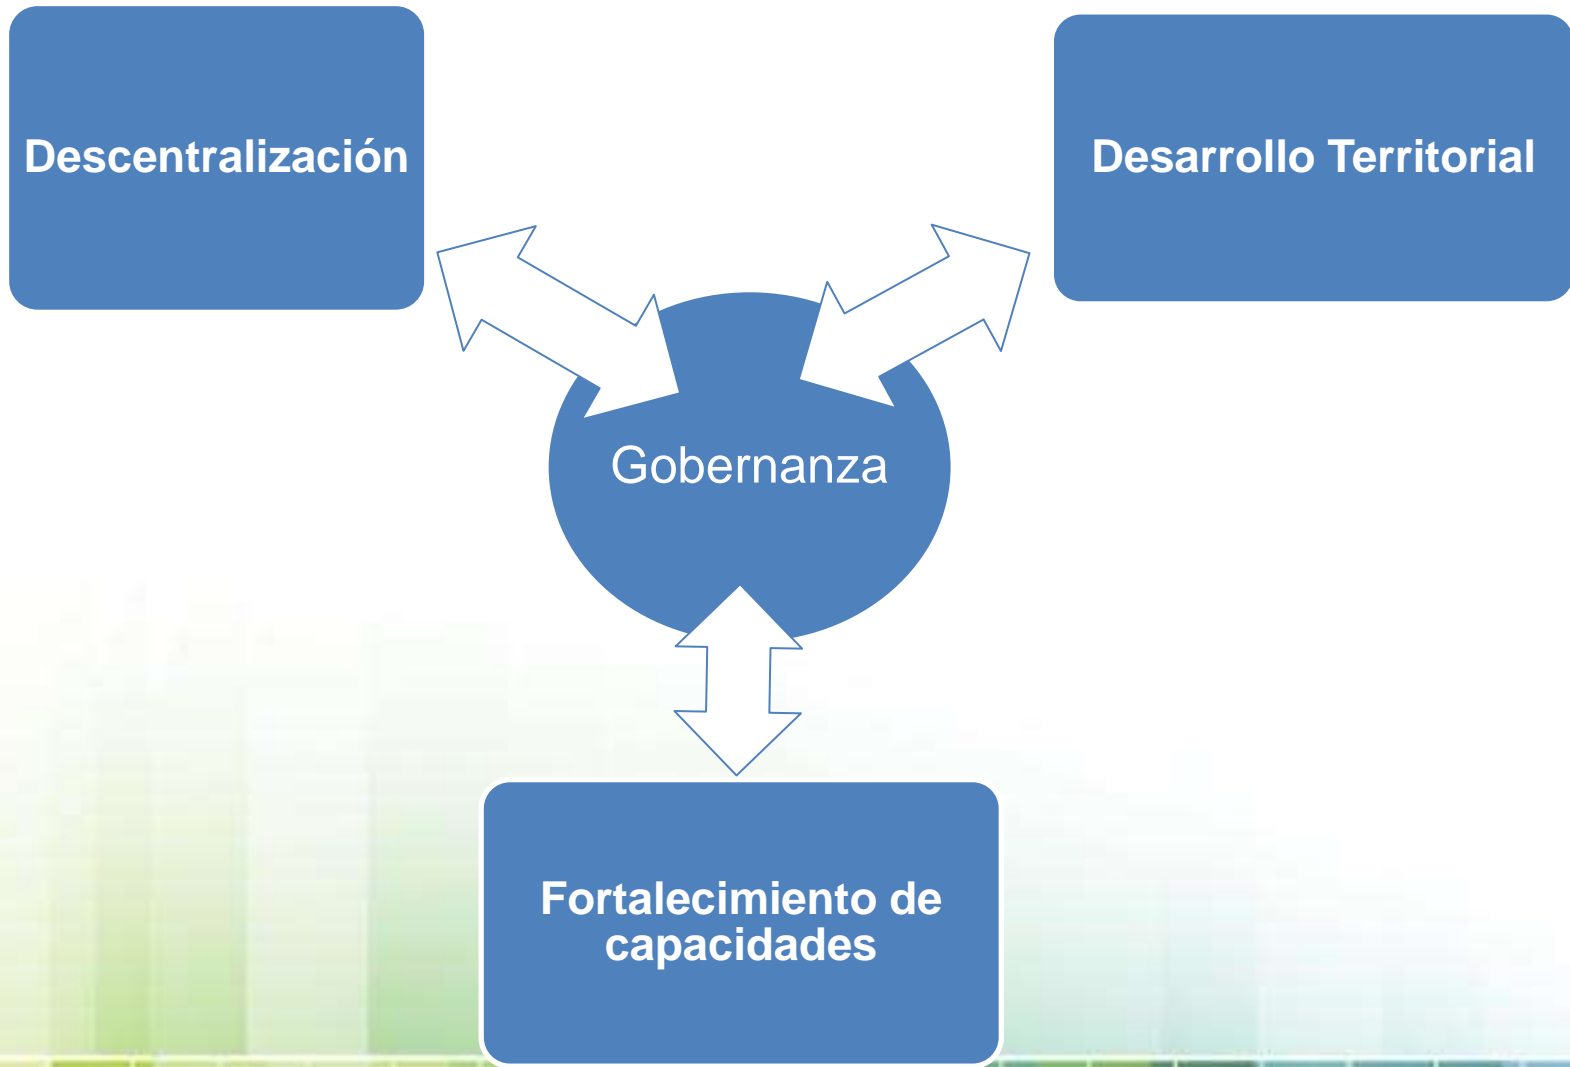 Descentralización
Desarrollo Territorial
Gobernanza
Fortalecimiento de
capacidades